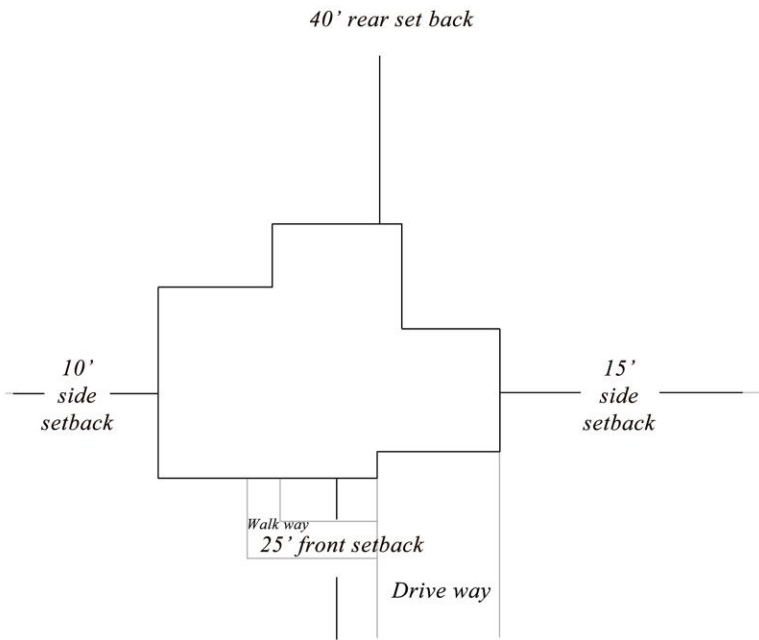 40’ rear set back
10’
side
setback
15’
side
setback
Walk way
25’ front setback
Drive way